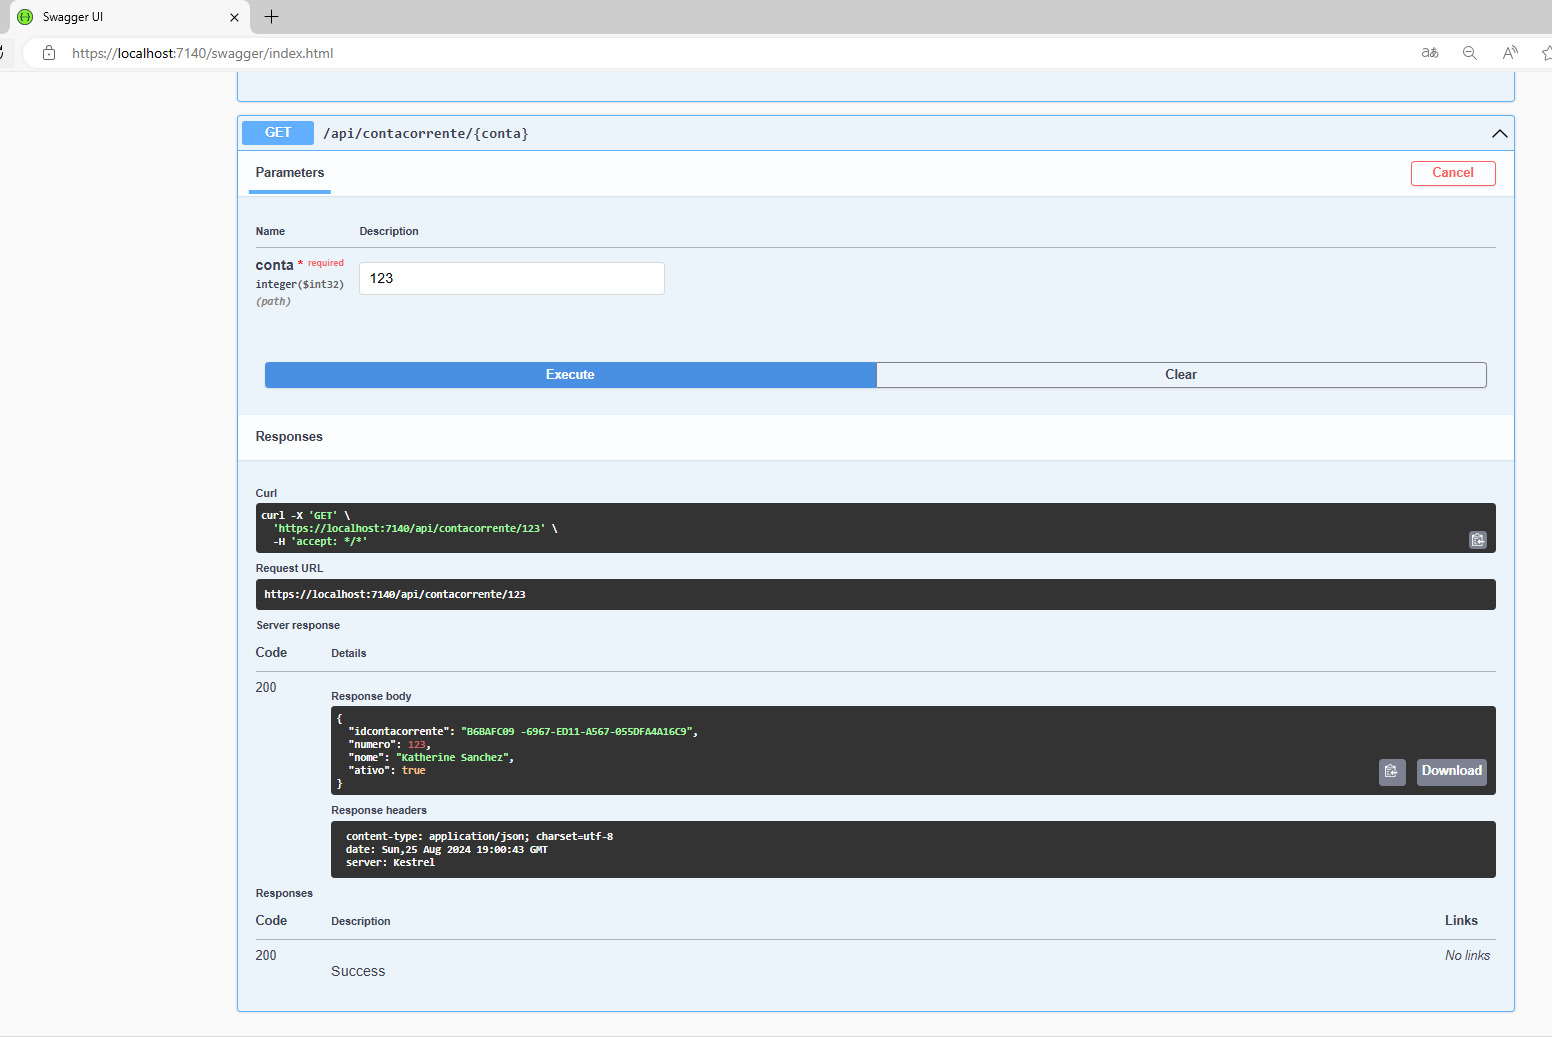 Swagger UI
https://localhost:7140/swagger/index.html
GET /api/contacorrente/{conta}
Parameters
Cancel
Name Description
conta * required
integer($int32)
(path)
123
Execute
Clear
Responses
Curl
curl -X 'GET' \
'https://localhost:7140/api/contacorrente/123' \
-H 'accept: */*'
Request URL
https://localhost:7140/api/contacorrente/123
Server response
Code Details
200
Response body
{
"idcontacorrente": "B6BAFC09 -6967-ED11-A567-055DFA4A16C9",
"numero": 123,
"nome": "Katherine Sanchez",
"ativo": true
}
Download
Response headers
content-type: application/json; charset=utf-8
date: Sun,25 Aug 2024 19:00:43 GMT
server: Kestrel
Responses
Code Description Links
200 No links
Success